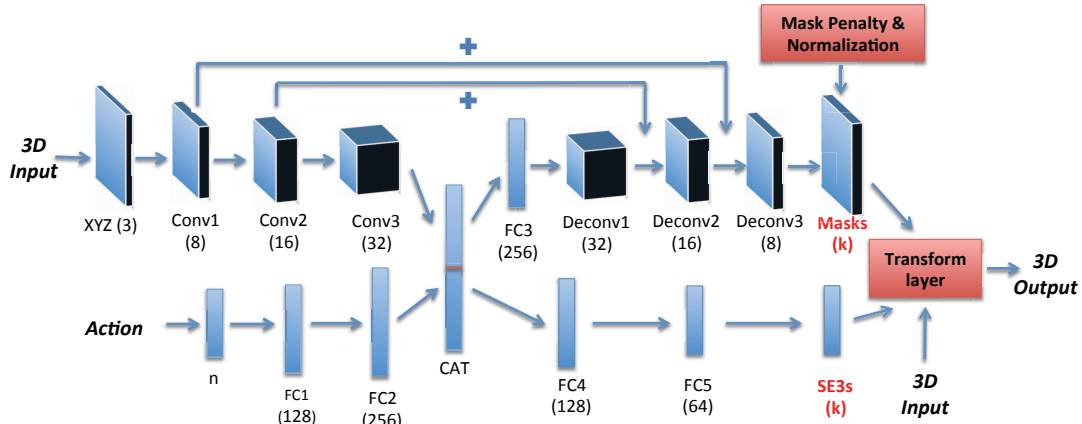 Mask Penalty &
Normalization
+
+
3D
Input
XYZ (3)
Conv1
(8)
Conv2
(16)
Conv3
(32)
FC3
(256)
Deconv1
(32)
Deconv2
(16)
Deconv3
(8)
Masks
(k)
Transform
layer
3D
Output
Action
n
FC1
(128)
FC2
(256)
CAT
FC4
(128)
FC5
(64)
SE3s
(k)
3D
Input